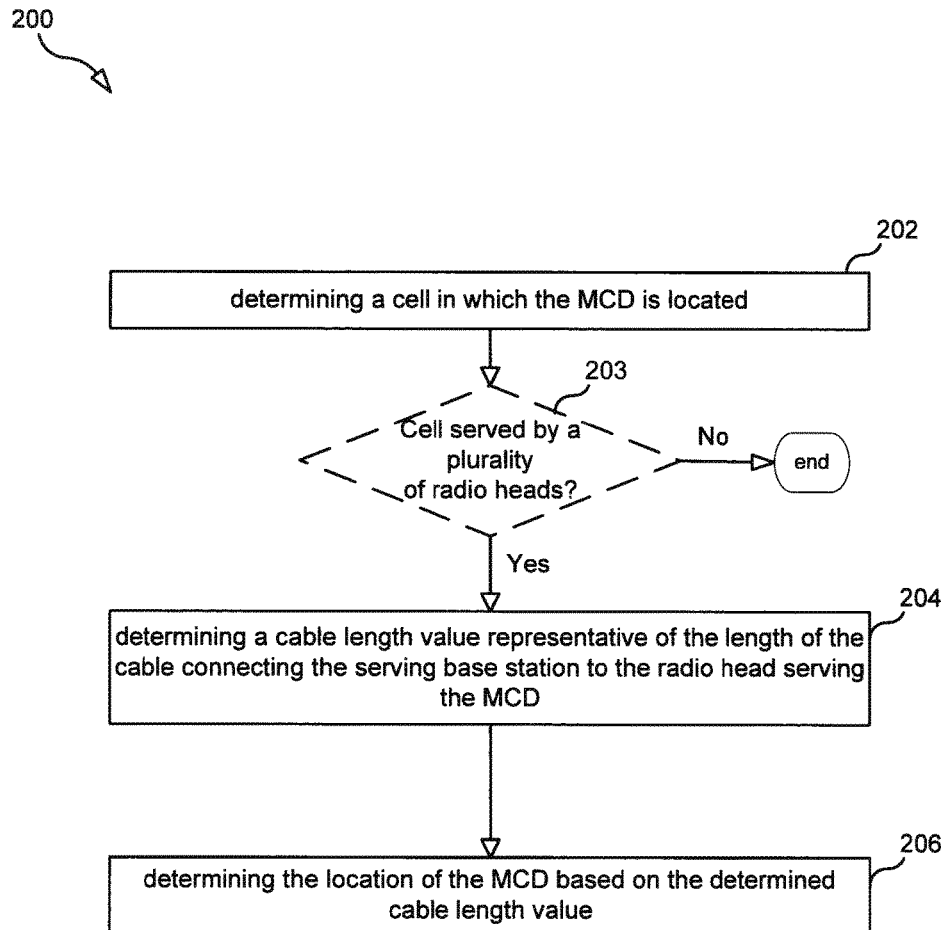 200
202
determining a cell in which the MCD is located
203
Cell served by a
plurality
of radio heads?
No
end
Yes
204
determining a cable length value representative of the length of the
cable connecting the serving base station to the radio head serving
the MCD
206
determining the location of the MCD based on the determined
cable length value